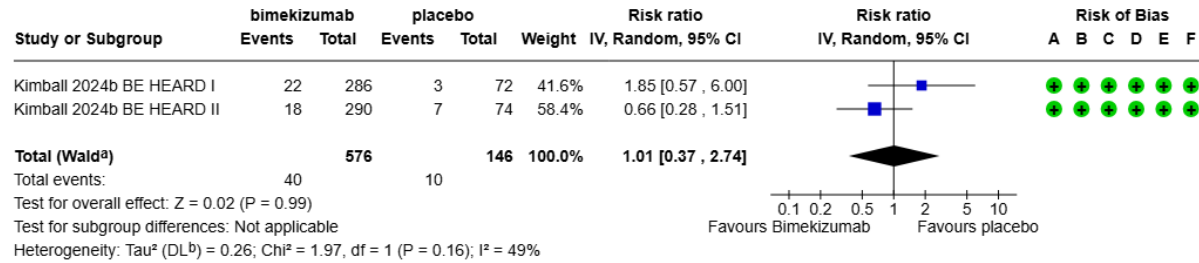 bimekizumab placebo Risk ratio Risk ratio Risk of Bias
Study or Subgroup Events Total Events Total Weight IV, Random, 95% CI IV, Random, 95% CI A B C D E F
Kimball 2024b BE HEARD I 22 286 3 72 41.6% 1.85 [0.57 , 6.00] + + + + + +
Kimball 2024b BE HEARD II 18 290 7 74 58.4% 0.66 [0.28 , 1.51] + + + + + +
Total (Waldᵃ) 576 146 100.0% 1.01 [0.37 , 2.74]
Total events: 40 10
Test for overall effect: Z = 0.02 (P = 0.99) 0.1 0.2 0.5 1 2 5 10
Test for subgroup differences: Not applicable Favours Bimekizumab Favours placebo
Heterogeneity: Tau² (DLᵇ) = 0.26; Chi² = 1.97, df = 1 (P = 0.16); I² = 49%